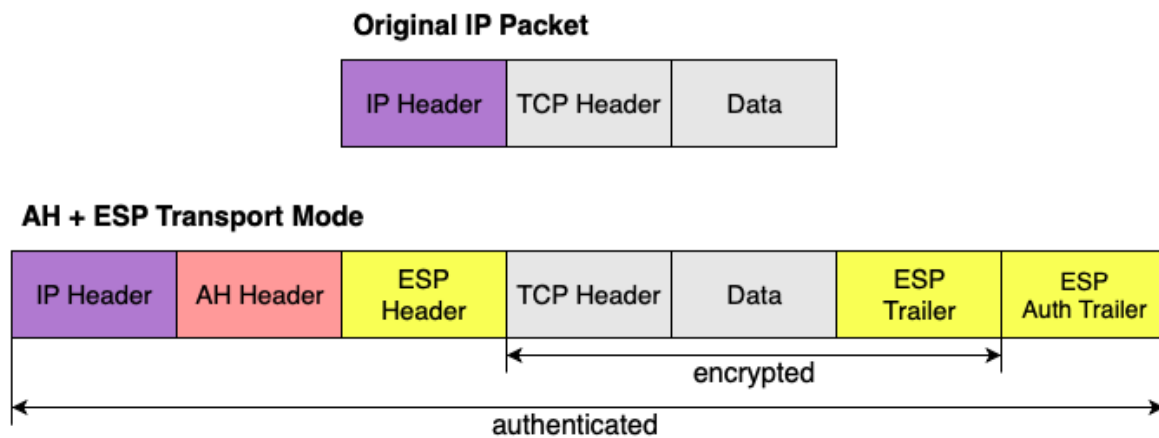 Original IP Packet
IP Header
TCP Header
Data
AH + ESP Transport Mode
IP Header
AH Header
ESP
Header
TCP Header
Data
ESP
Trailer
ESP
Auth Trailer
encrypted
authenticated